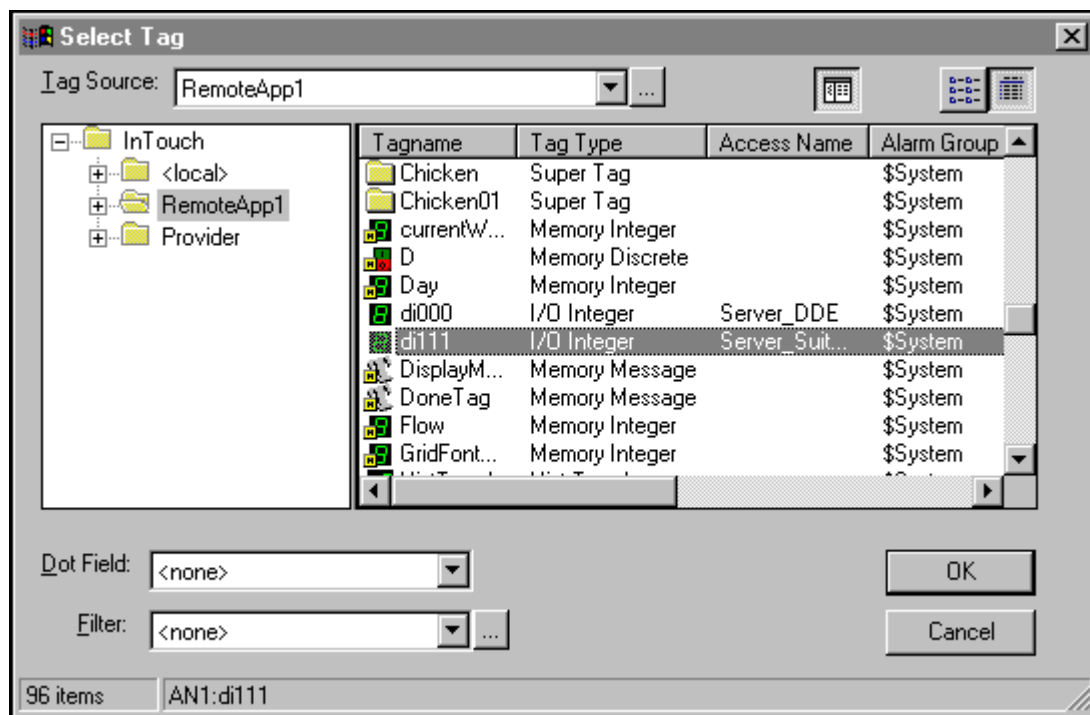 Select Tag
Tag Source: RemoteApp1 ...
InTouch
<local>
RemoteApp1
Provider
Tagname Tag Type Access Name Alarm Group
Chicken Super Tag $System
Chicken01 Super Tag $System
currentW... Memory Integer $System
D Memory Discrete $System
Day Memory Integer $System
di000 I/O Integer Server_DDE $System
di111 I/O Integer Server_Suit... $System
DisplayM... Memory Message $System
DoneTag Memory Message $System
Flow Memory Integer $System
GridFont... Memory Integer $System
Dot Field: <none>
OK
Filter: <none> ...
Cancel
96 items AN1:di111